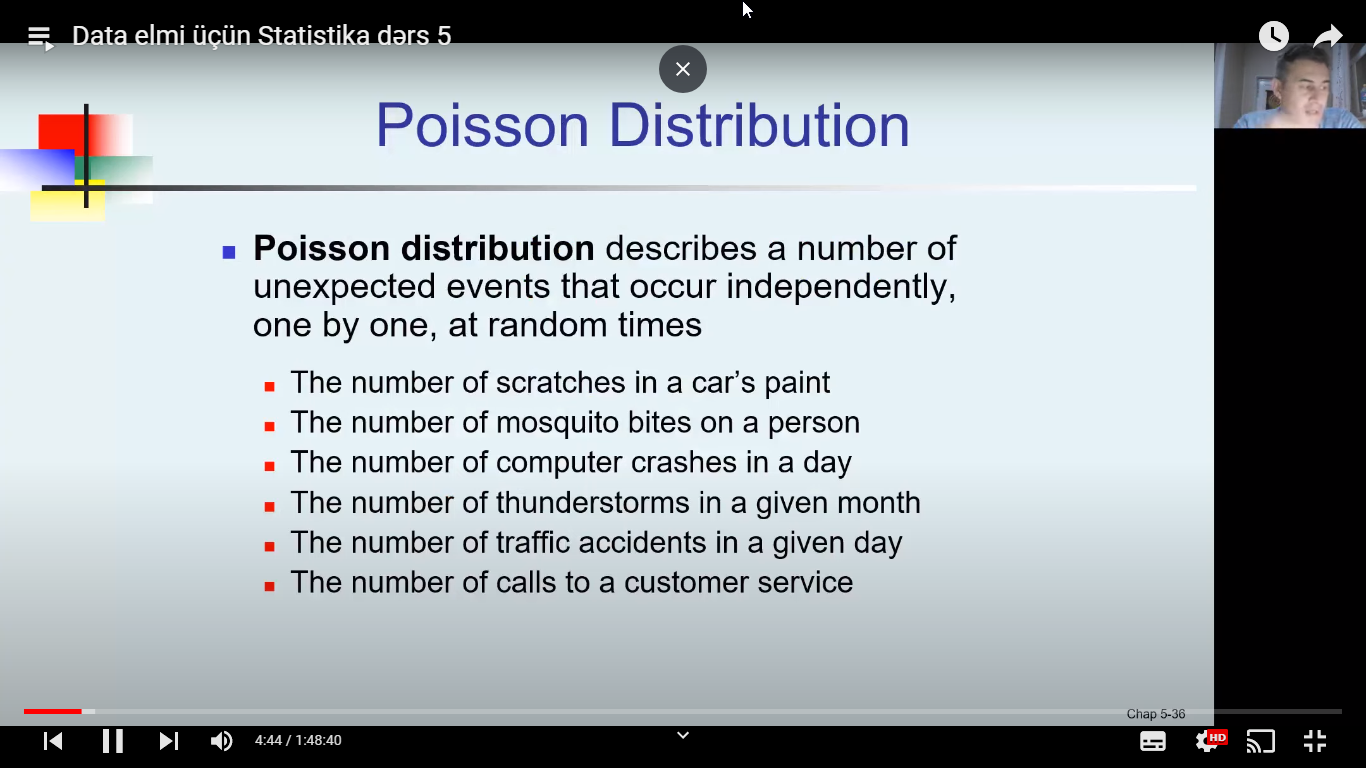 Data elmi üçün Statistika dərs 5
Poisson Distribution
Poisson distribution describes a number of
unexpected events that occur independently,
one by one, at random times
The number of scratches in a car’s paint
The number of mosquito bites on a person
The number of computer crashes in a day
The number of thunderstorms in a given month
The number of traffic accidents in a given day
The number of calls to a customer service
Chap 5-36
4:44 / 1:48:40
HD